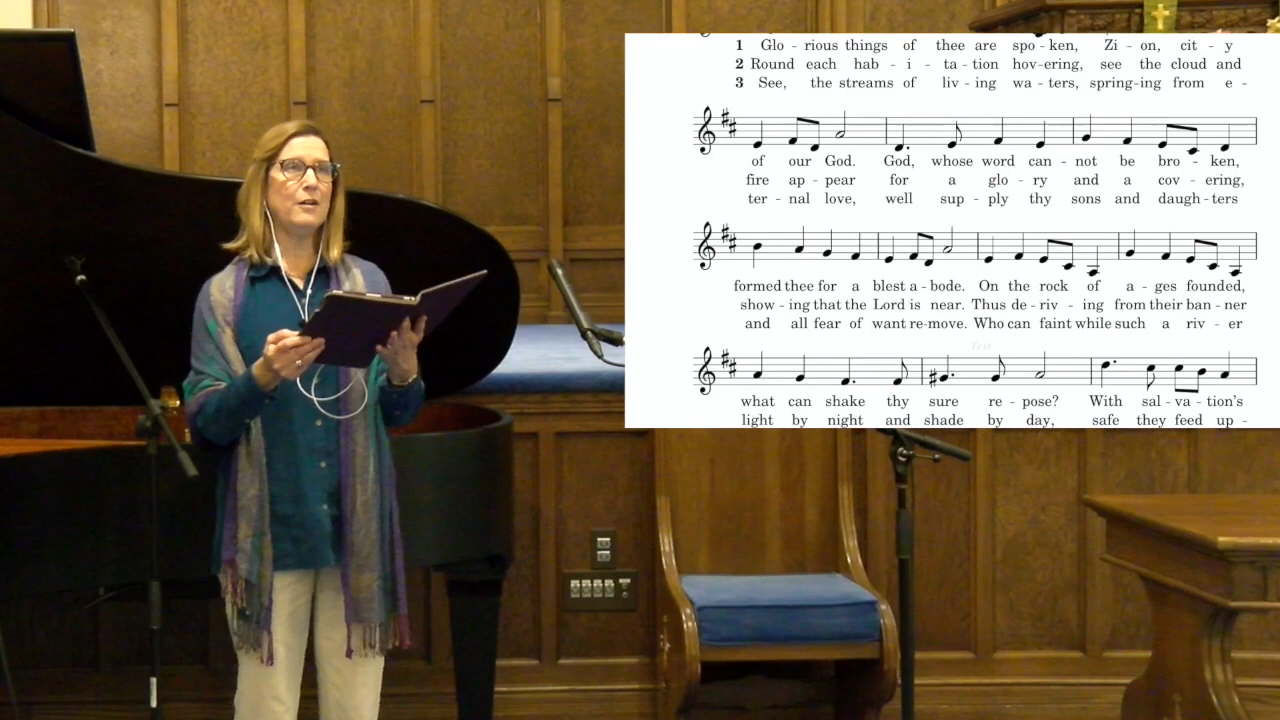 1 Glo - rious things of thee are spo - ken, Zi - on, cit - y
2 Round each hab - i - ta - tion hov-ering, see the cloud and
3 See, the streams of liv - ing wa - ters, spring-ing from e -
of our God. God, whose word can - not be bro - ken,
fire ap - pear for a glo - ry and a cov - ering,
ter - nal love, well sup - ply thy sons and daugh - ters
formed thee for a blest a - bode. On the rock of a - ges founded,
show - ing that the Lord is near. Thus de - riv - ing from their ban - ner
and all fear of want re-move. Who can faint while such a riv - er
Text
what can shake thy sure re - pose? With sal - va - tion's
light by night and shade by day, safe they feed up -